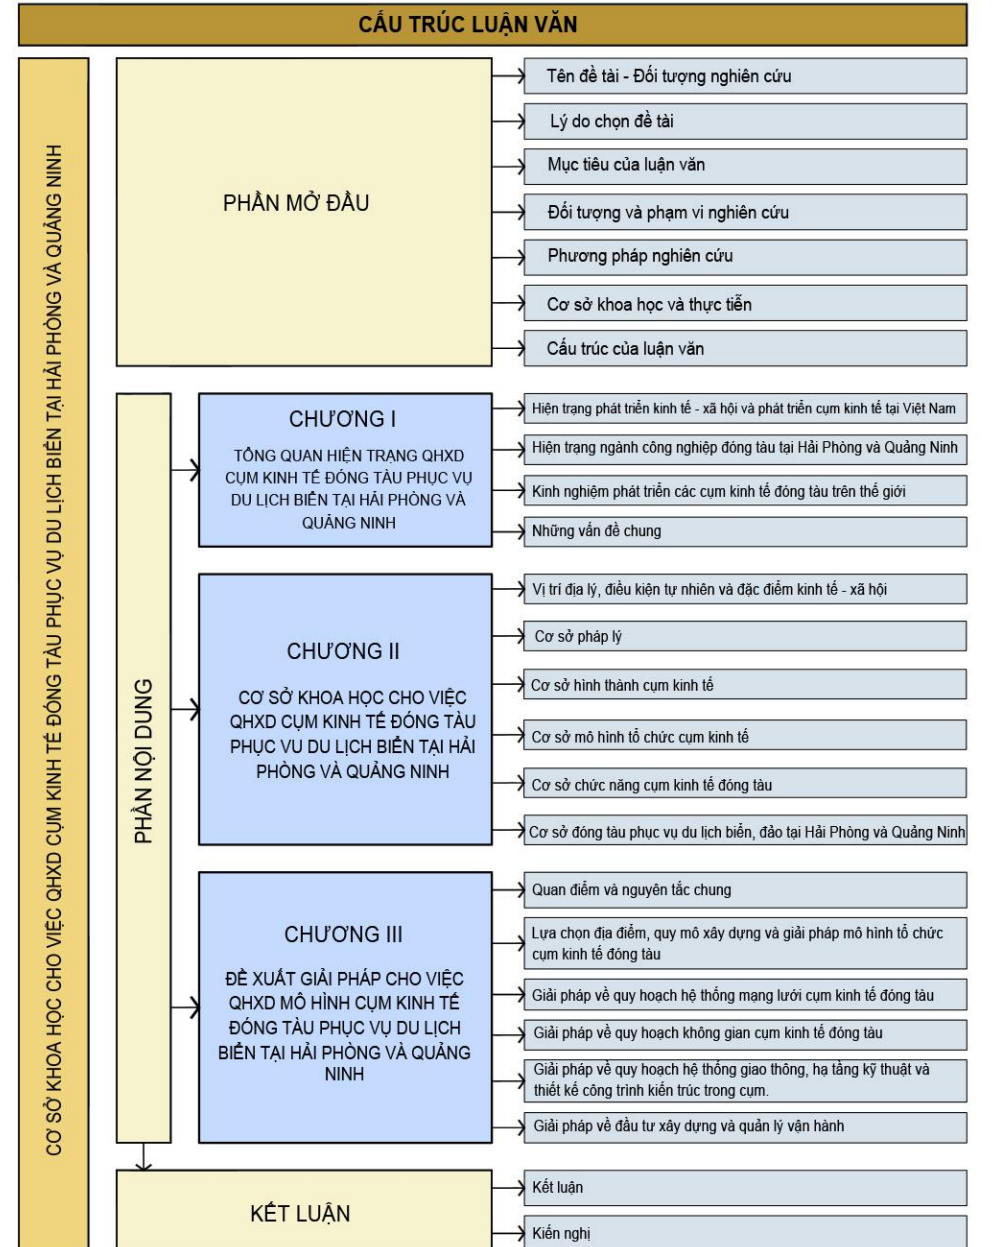 CẤU TRÚC LUẬN VĂN
CƠ SỞ KHOA HỌC CHO VIỆC QHXD CỤM KINH TẾ ĐÓNG TÀU PHỤC VỤ DU LỊCH BIỂN TẠI HẢI PHÒNG VÀ QUẢNG NINH
PHẦN MỞ ĐẦU
Tên đề tài - Đối tượng nghiên cứu
Lý do chọn đề tài
Mục tiêu của luận văn
Đối tượng và phạm vi nghiên cứu
Phương pháp nghiên cứu
Cơ sở khoa học và thực tiễn
Cấu trúc của luận văn
PHẦN NỘI DUNG
CHƯƠNG I
TỔNG QUAN HIỆN TRẠNG QHXD
CỤM KINH TẾ ĐÓNG TÀU PHỤC VỤ
DU LỊCH BIỂN TẠI HẢI PHÒNG VÀ
QUẢNG NINH
Hiện trạng phát triển kinh tế - xã hội và phát triển cụm kinh tế tại Việt Nam
Hiện trạng ngành công nghiệp đóng tàu tại Hải Phòng và Quảng Ninh
Kinh nghiệm phát triển các cụm kinh tế đóng tàu trên thế giới
Những vấn đề chung
CHƯƠNG II
CƠ SỞ KHOA HỌC CHO VIỆC
QHXD CỤM KINH TẾ ĐÓNG TÀU
PHỤC VU DU LỊCH BIỂN TẠI HẢI
PHÒNG VÀ QUẢNG NINH
Vị trí địa lý, điều kiện tự nhiên và đặc điểm kinh tế - xã hội
Cơ sở pháp lý
Cơ sở hình thành cụm kinh tế
Cơ sở mô hình tổ chức cụm kinh tế
Cơ sở chức năng cụm kinh tế đóng tàu
Cơ sở đóng tàu phục vụ du lịch biển, đảo tại Hải Phòng và Quảng Ninh
CHƯƠNG III
ĐỀ XUẤT GIẢI PHÁP CHO VIỆC
QHXD MÔ HÌNH CỤM KINH TẾ
ĐÓNG TÀU PHỤC VỤ DU LỊCH
BIỂN TẠI HẢI PHÒNG VÀ QUẢNG
NINH
Quan điểm và nguyên tắc chung
Lựa chọn địa điểm, quy mô xây dựng và giải pháp mô hình tổ chức
cụm kinh tế đóng tàu
Giải pháp về quy hoạch hệ thống mạng lưới cụm kinh tế đóng tàu
Giải pháp về quy hoạch không gian cụm kinh tế đóng tàu
Giải pháp về quy hoạch hệ thống giao thông, hạ tầng kỹ thuật và
thiết kế công trình kiến trúc trong cụm.
Giải pháp về đầu tư xây dựng và quản lý vận hành
KẾT LUẬN
Kết luận
Kiến nghị